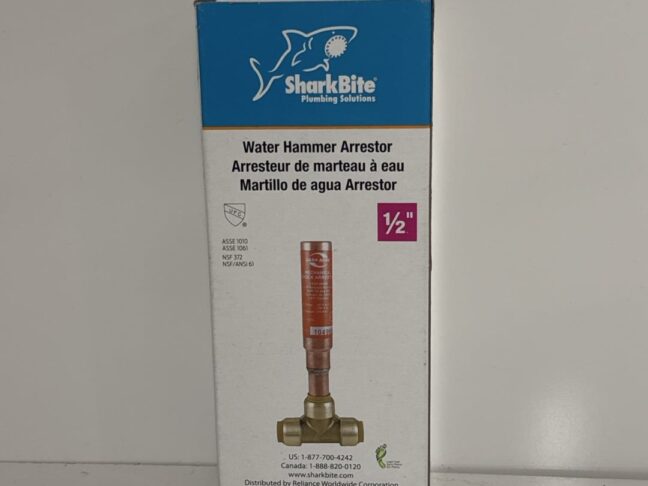 SharkBite®
Plumbing Solutions
Water Hammer Arrestor
Arresteur de marteau à eau
Martillo de agua Arrestor
½"
U.P.C.
ASSE 1010
ASSE 1061
NSF 372
NSF/ANSI 61
US: 1-877-700-4242
Canada: 1-888-820-0120
www.sharkbite.com
Distributed by Reliance Worldwide Corporation